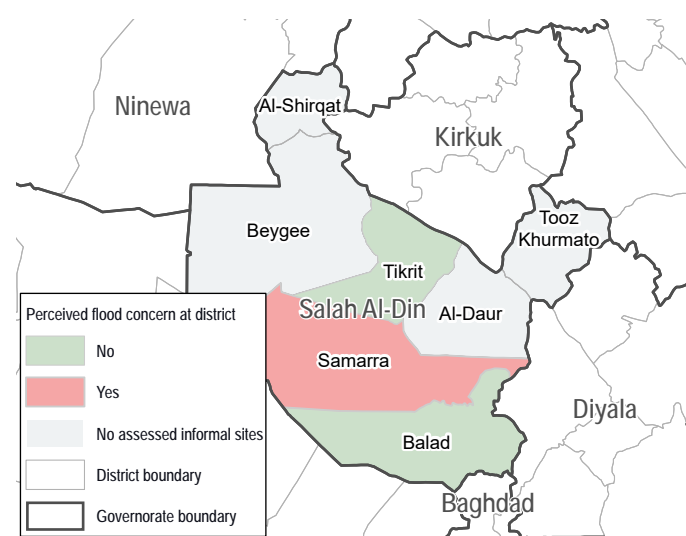 Ninewa
Al-Shirqat
Kirkuk
Tooz
Khurmato
Beygee
Tikrit
Salah Al-Din
Al-Daur
Samarra
Diyala
Balad
Baghdad
Perceived flood concern at district
No
Yes
No assessed informal sites
District boundary
Governorate boundary